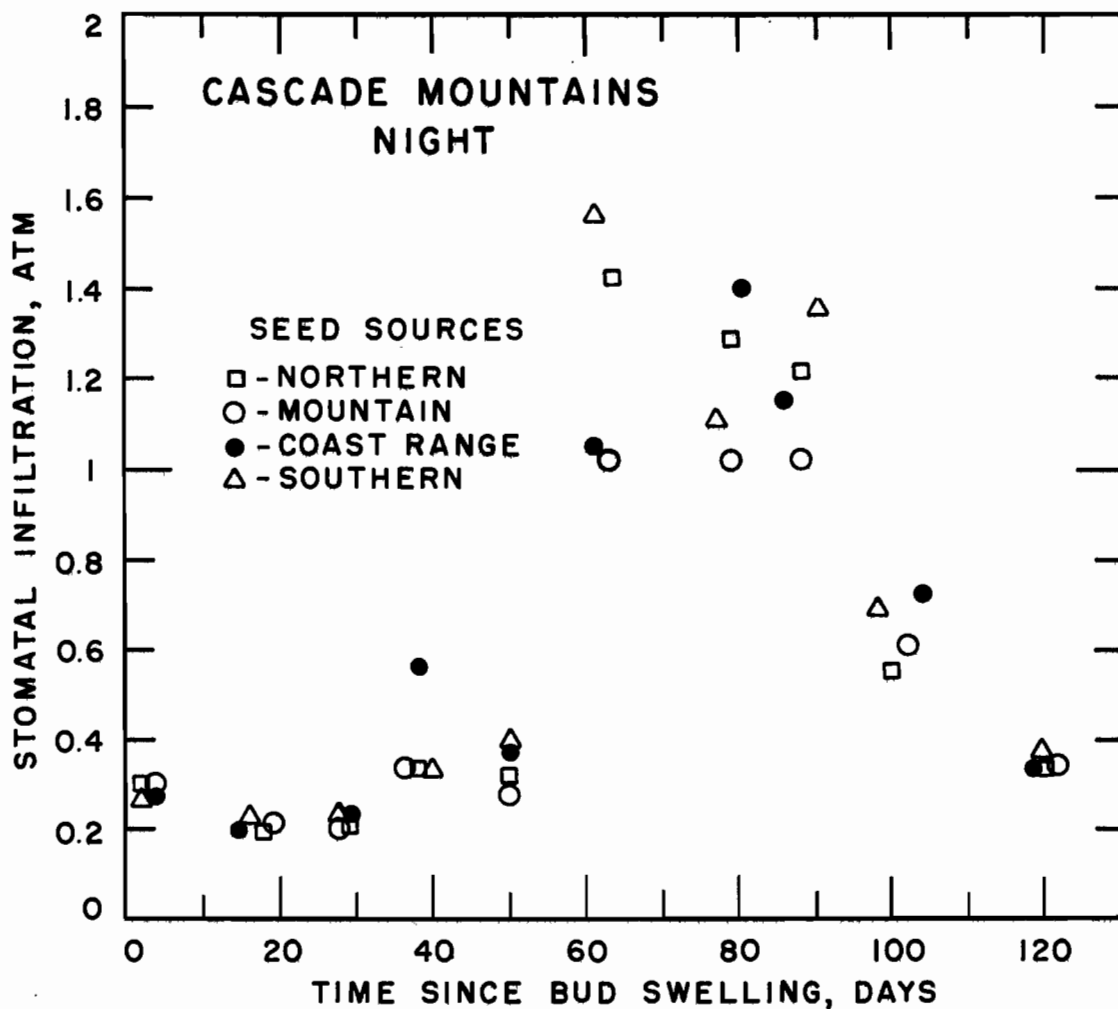 CASCADE MOUNTAINS
NIGHT
STOMATAL INFILTRATION, ATM
2
1.8
1.6
1.4
1.2
1
0.8
0.6
0.4
0.2
0
SEED SOURCES
□ - NORTHERN
○ - MOUNTAIN
● - COAST RANGE
△ - SOUTHERN
0 20 40 60 80 100 120
TIME SINCE BUD SWELLING, DAYS